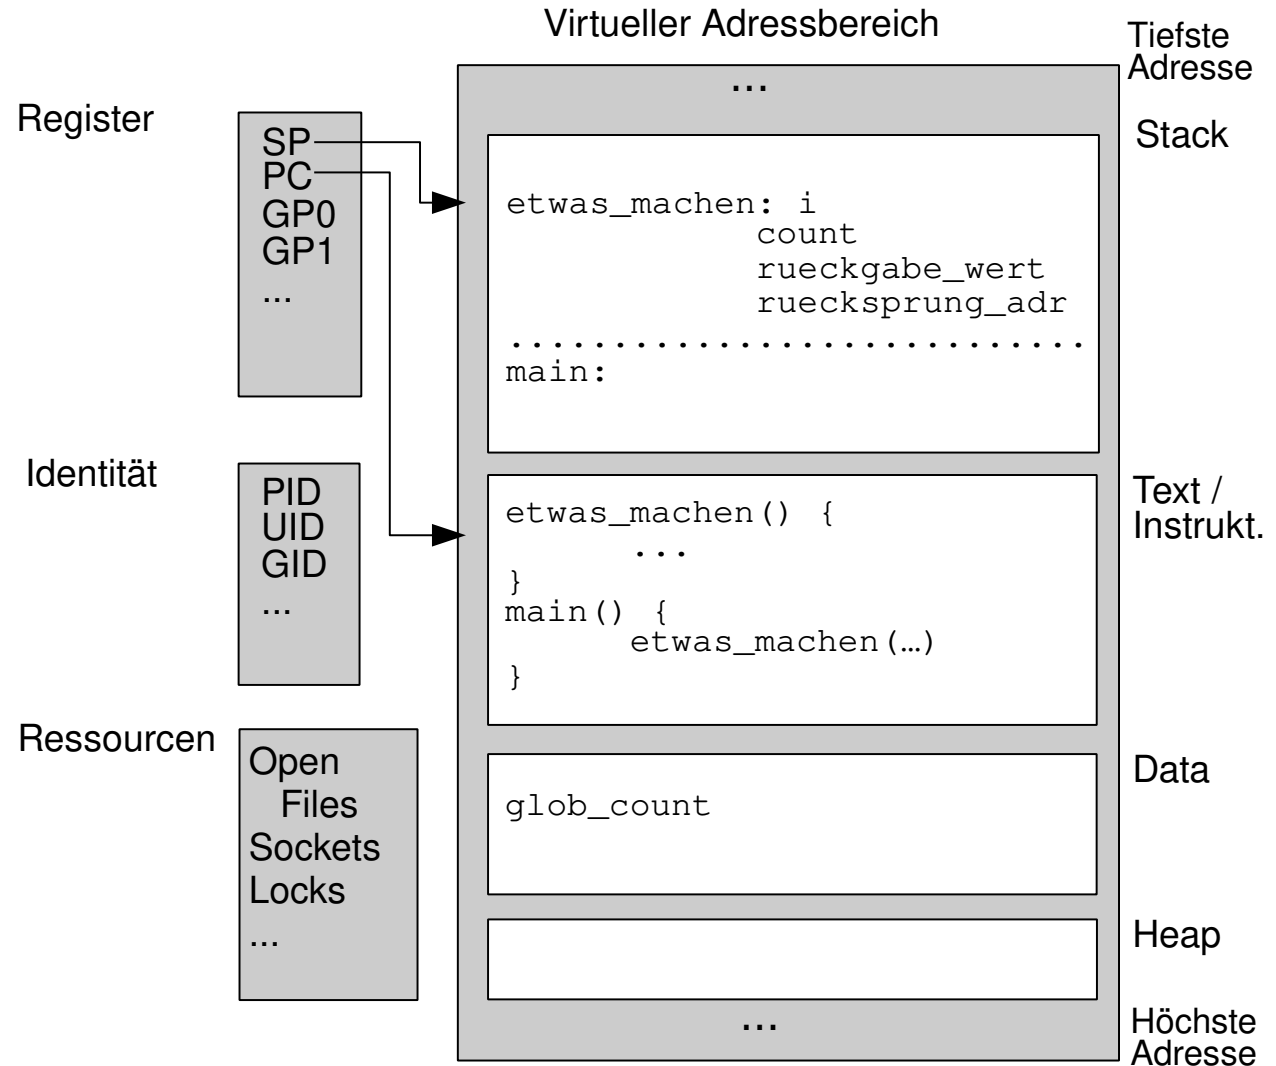 Virtueller Adressbereich
Tiefste
Adresse
...
Register
SP
PC
GP0
GP1
...
Stack
etwas_machen: i
count
rueckgabe_wert
ruecksprung_adr
............................
main:
Identität
PID
UID
GID
...
Text /
Instrukt.
etwas_machen() {
...
}
main() {
etwas_machen(…)
}
Ressourcen
Open
Files
Sockets
Locks
...
Data
glob_count
Heap
...
Höchste
Adresse